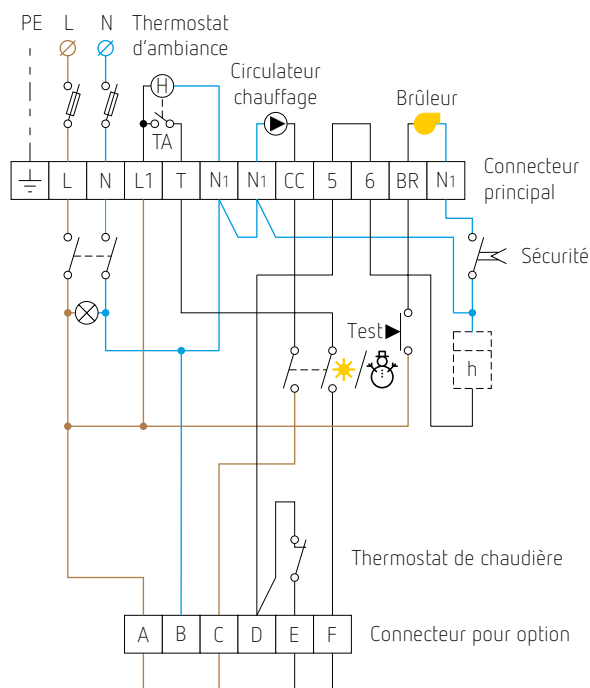 PE L N Thermostat
d'ambiance
H
TA
Circulateur
chauffage
Brûleur
L N L1 T N1 N1 CC 5 6 BR N1
Connecteur
principal
Sécurité
Test
/
h
Thermostat de chaudière
A B C D E F
Connecteur pour option